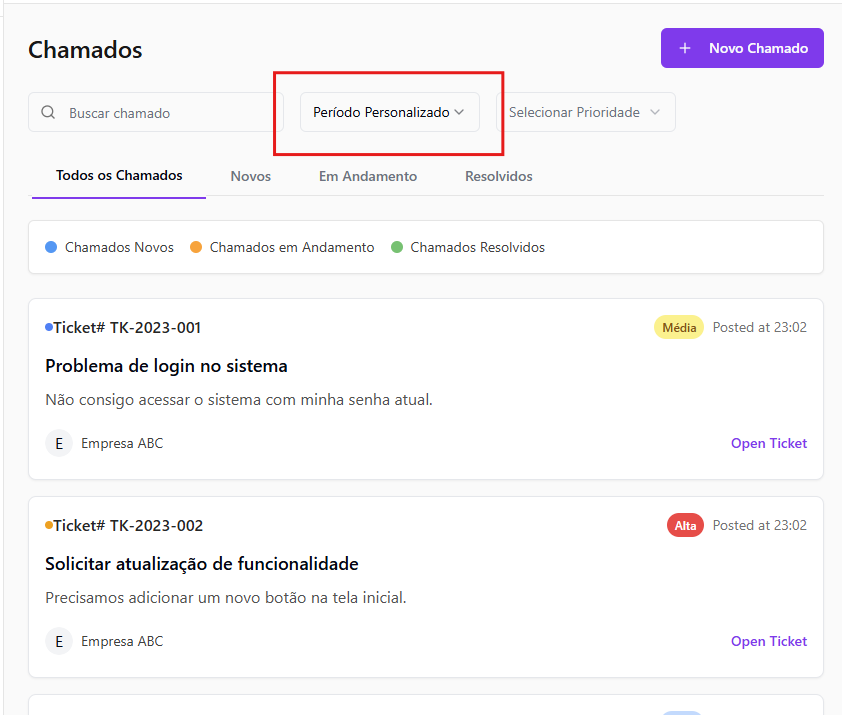 Chamados
Novo Chamado
Buscar chamado
Período Personalizado
Selecionar Prioridade
Todos os Chamados
Novos
Em Andamento
Resolvidos
Chamados Novos
Chamados em Andamento
Chamados Resolvidos
Ticket# TK-2023-001
Média
Posted at 23:02
Problema de login no sistema
Não consigo acessar o sistema com minha senha atual.
E
Empresa ABC
Open Ticket
Ticket# TK-2023-002
Alta
Posted at 23:02
Solicitar atualização de funcionalidade
Precisamos adicionar um novo botão na tela inicial.
E
Empresa ABC
Open Ticket